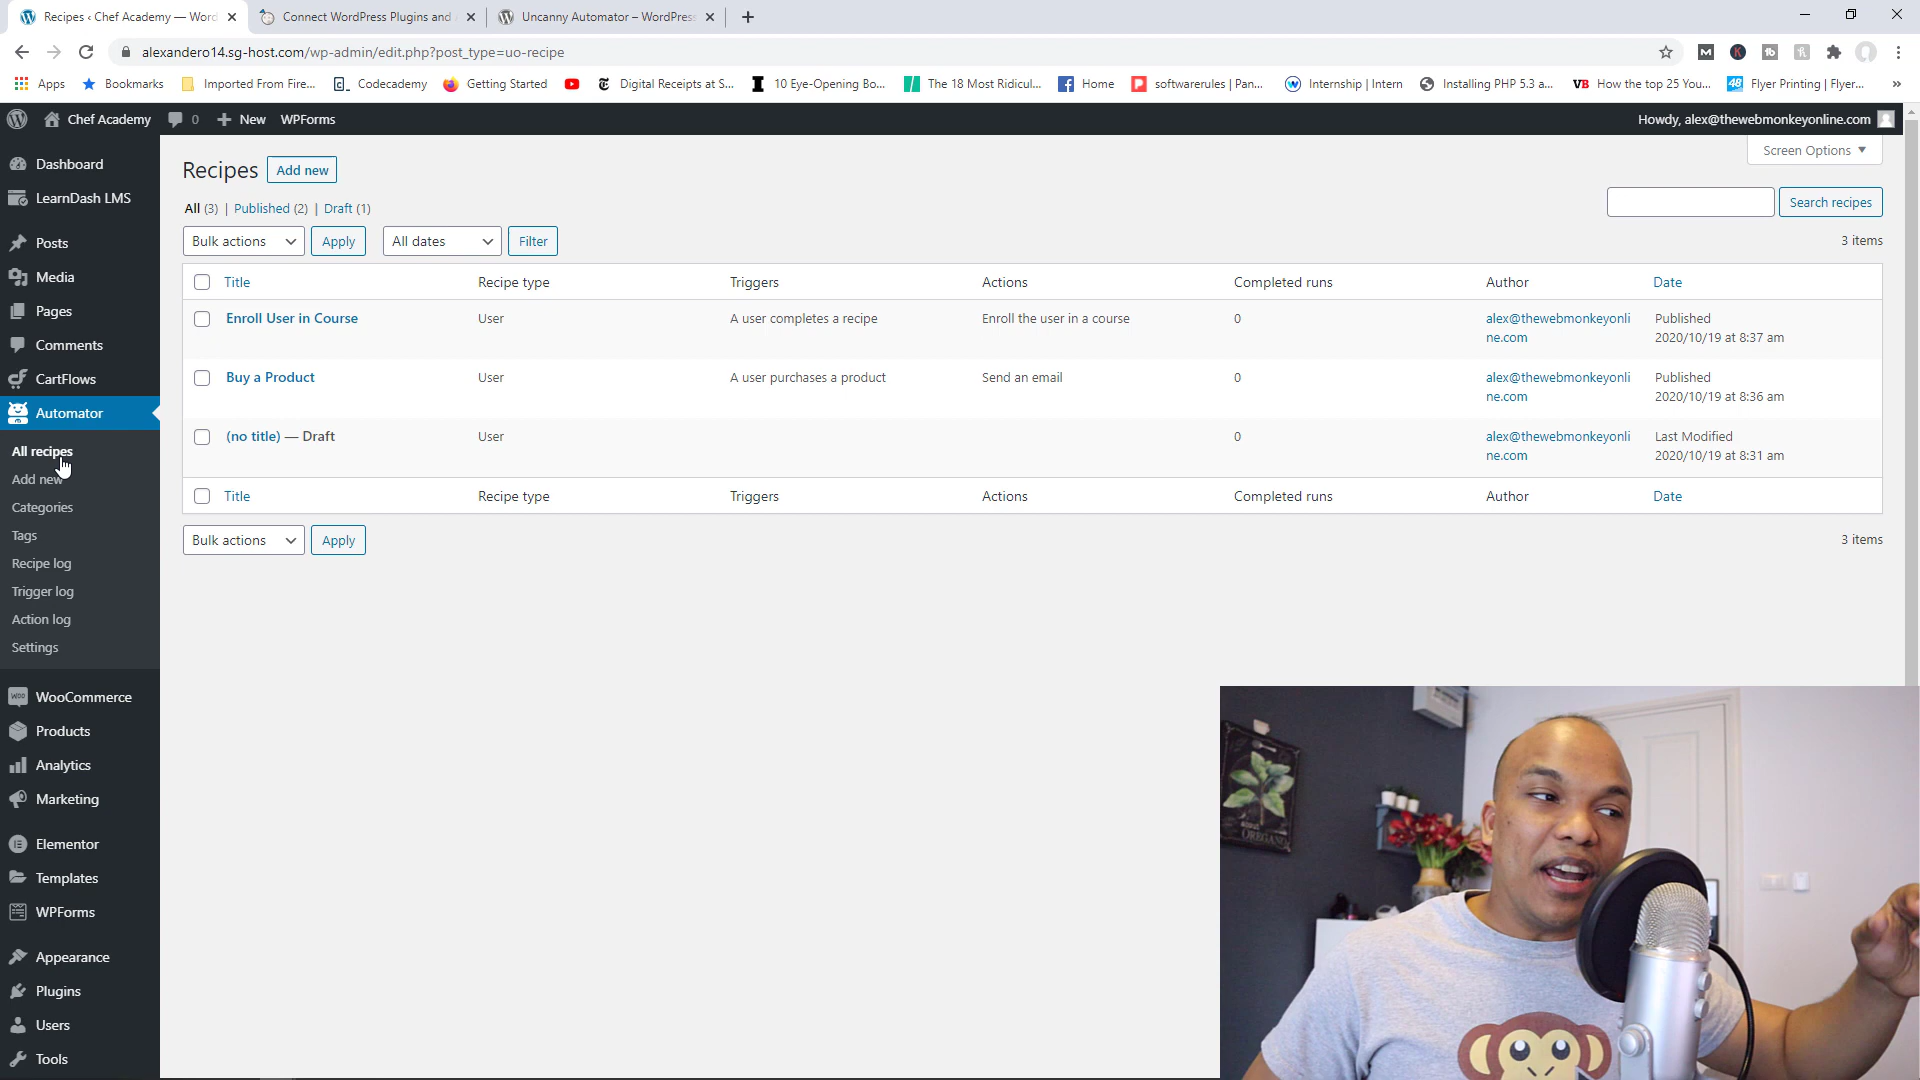 Recipes ‹ Chef Academy — Word
Connect WordPress Plugins and
Uncanny Automator – WordPress
alexandero14.sg-host.com/wp-admin/edit.php?post_type=uo-recipe
Apps
Bookmarks
Imported From Fire...
Codecademy
Getting Started
Digital Receipts at S...
10 Eye-Opening Bo...
The 18 Most Ridicul...
Home
softwarerules | Pan...
Internship | Intern
Installing PHP 5.3 a...
VB How the top 25 You...
48 Flyer Printing | Flyer...
»
Chef Academy
0
New
WPForms
Howdy, alex@thewebmonkeyonline.com
Dashboard
LearnDash LMS
Posts
Media
Pages
Comments
CartFlows
Automator
All recipes
Add new
Categories
Tags
Recipe log
Trigger log
Action log
Settings
WooCommerce
Products
Analytics
Marketing
Elementor
Templates
WPForms
Appearance
Plugins
Users
Tools
Recipes Add new
Screen Options
All (3) | Published (2) | Draft (1)
Search recipes
Bulk actions Apply All dates Filter
3 items
Title Recipe type Triggers Actions Completed runs Author Date
Enroll User in Course User A user completes a recipe Enroll the user in a course 0 alex@thewebmonkeyonli Published
ne.com 2020/10/19 at 8:37 am
Buy a Product User A user purchases a product Send an email 0 alex@thewebmonkeyonli Published
ne.com 2020/10/19 at 8:36 am
(no title) — Draft User 0 alex@thewebmonkeyonli Last Modified
ne.com 2020/10/19 at 8:31 am
Title Recipe type Triggers Actions Completed runs Author Date
Bulk actions Apply
3 items
OREGANO